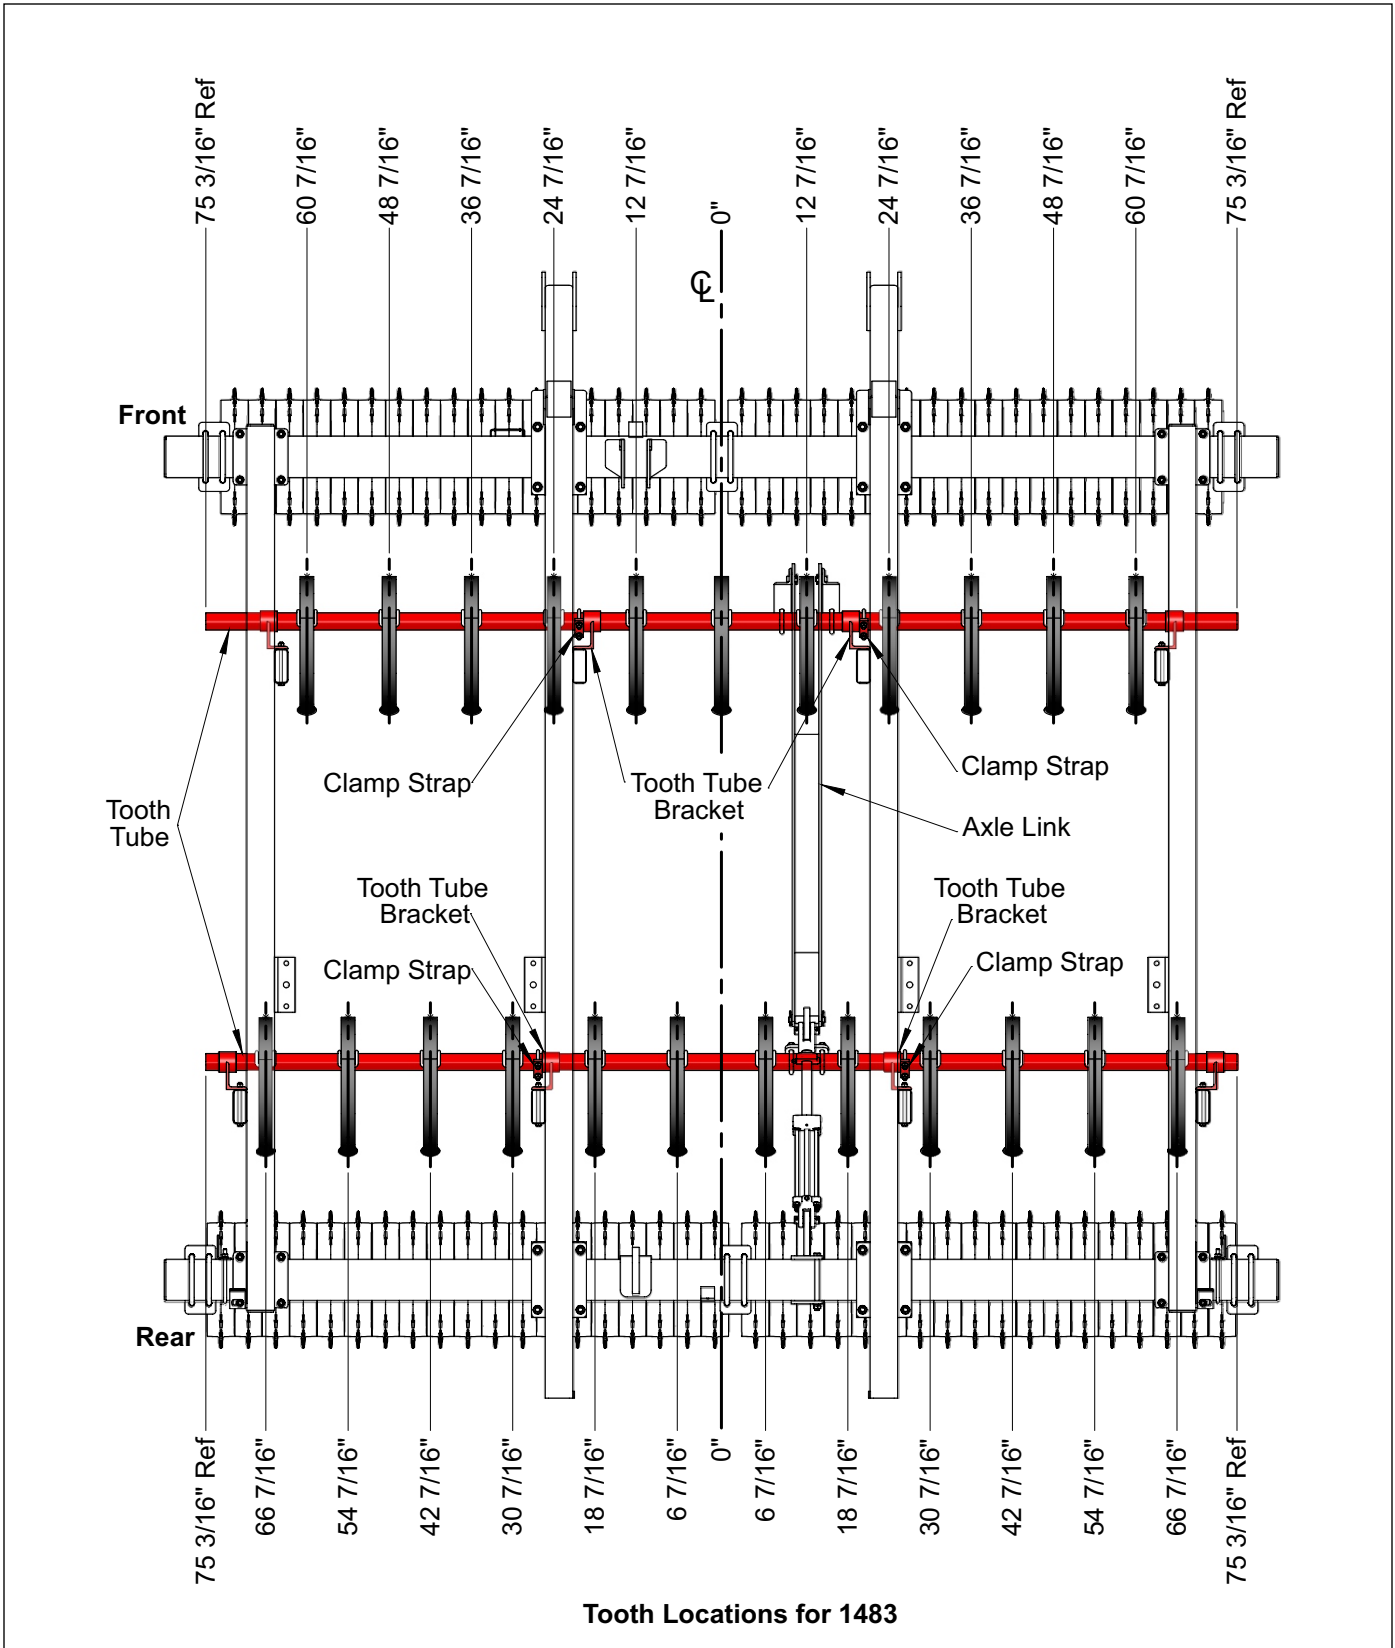 75 3/16" Ref
60 7/16"
48 7/16"
36 7/16"
24 7/16"
12 7/16"
0"
12 7/16"
24 7/16"
36 7/16"
48 7/16"
60 7/16"
75 3/16" Ref
℄
Front
Clamp Strap
Tooth Tube
Bracket
Clamp Strap
Tooth
Tube
Axle Link
Tooth Tube
Bracket
Tooth Tube
Bracket
Clamp Strap
Clamp Strap
Rear
75 3/16" Ref
66 7/16"
54 7/16"
42 7/16"
30 7/16"
18 7/16"
6 7/16"
0"
6 7/16"
18 7/16"
30 7/16"
42 7/16"
54 7/16"
66 7/16"
75 3/16" Ref
Tooth Locations for 1483